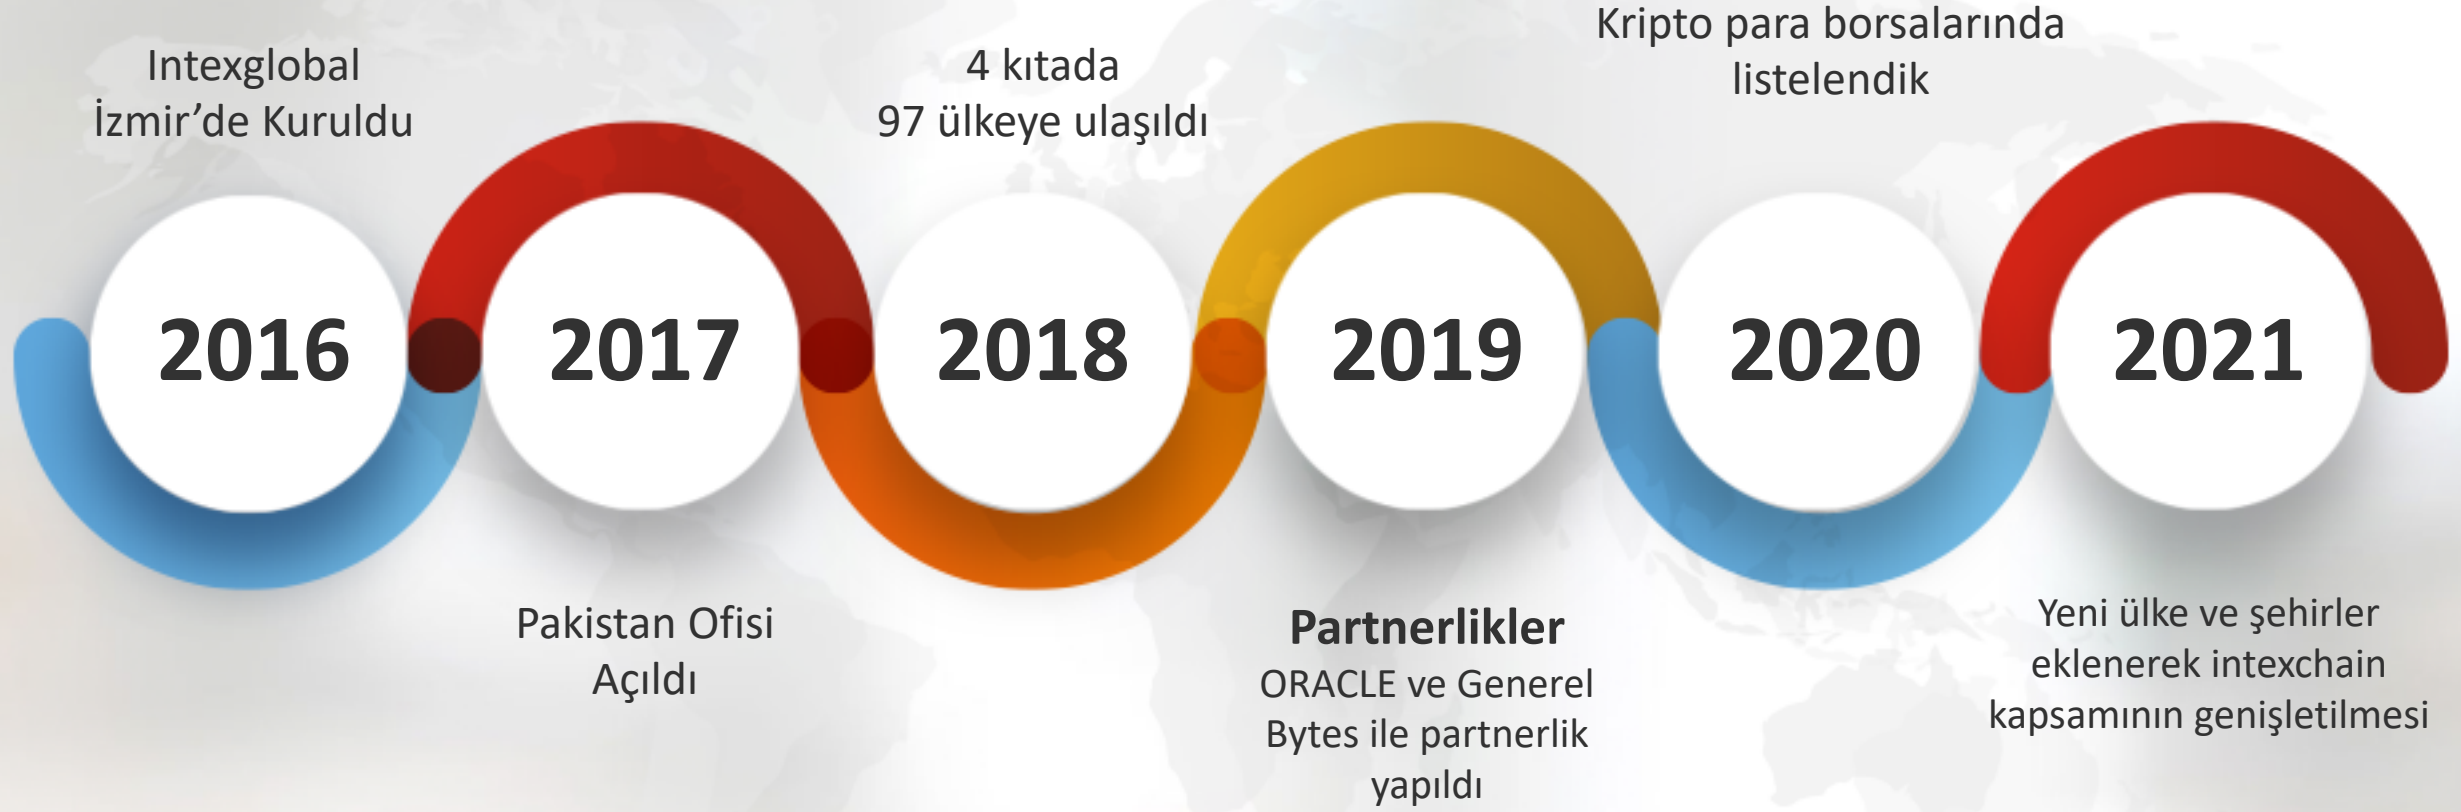 Intexglobal
İzmir’de Kuruldu
2016
2017
Pakistan Ofisi
Açıldı
4 kıtada
97 ülkeye ulaşıldı
2018
2019
Partnerlikler
ORACLE ve Generel
Bytes ile partnerlik
yapıldı
Kripto para borsalarında
listelendik
2020
2021
Yeni ülke ve şehirler
eklenerek intexchain
kapsamının genişletilmesi